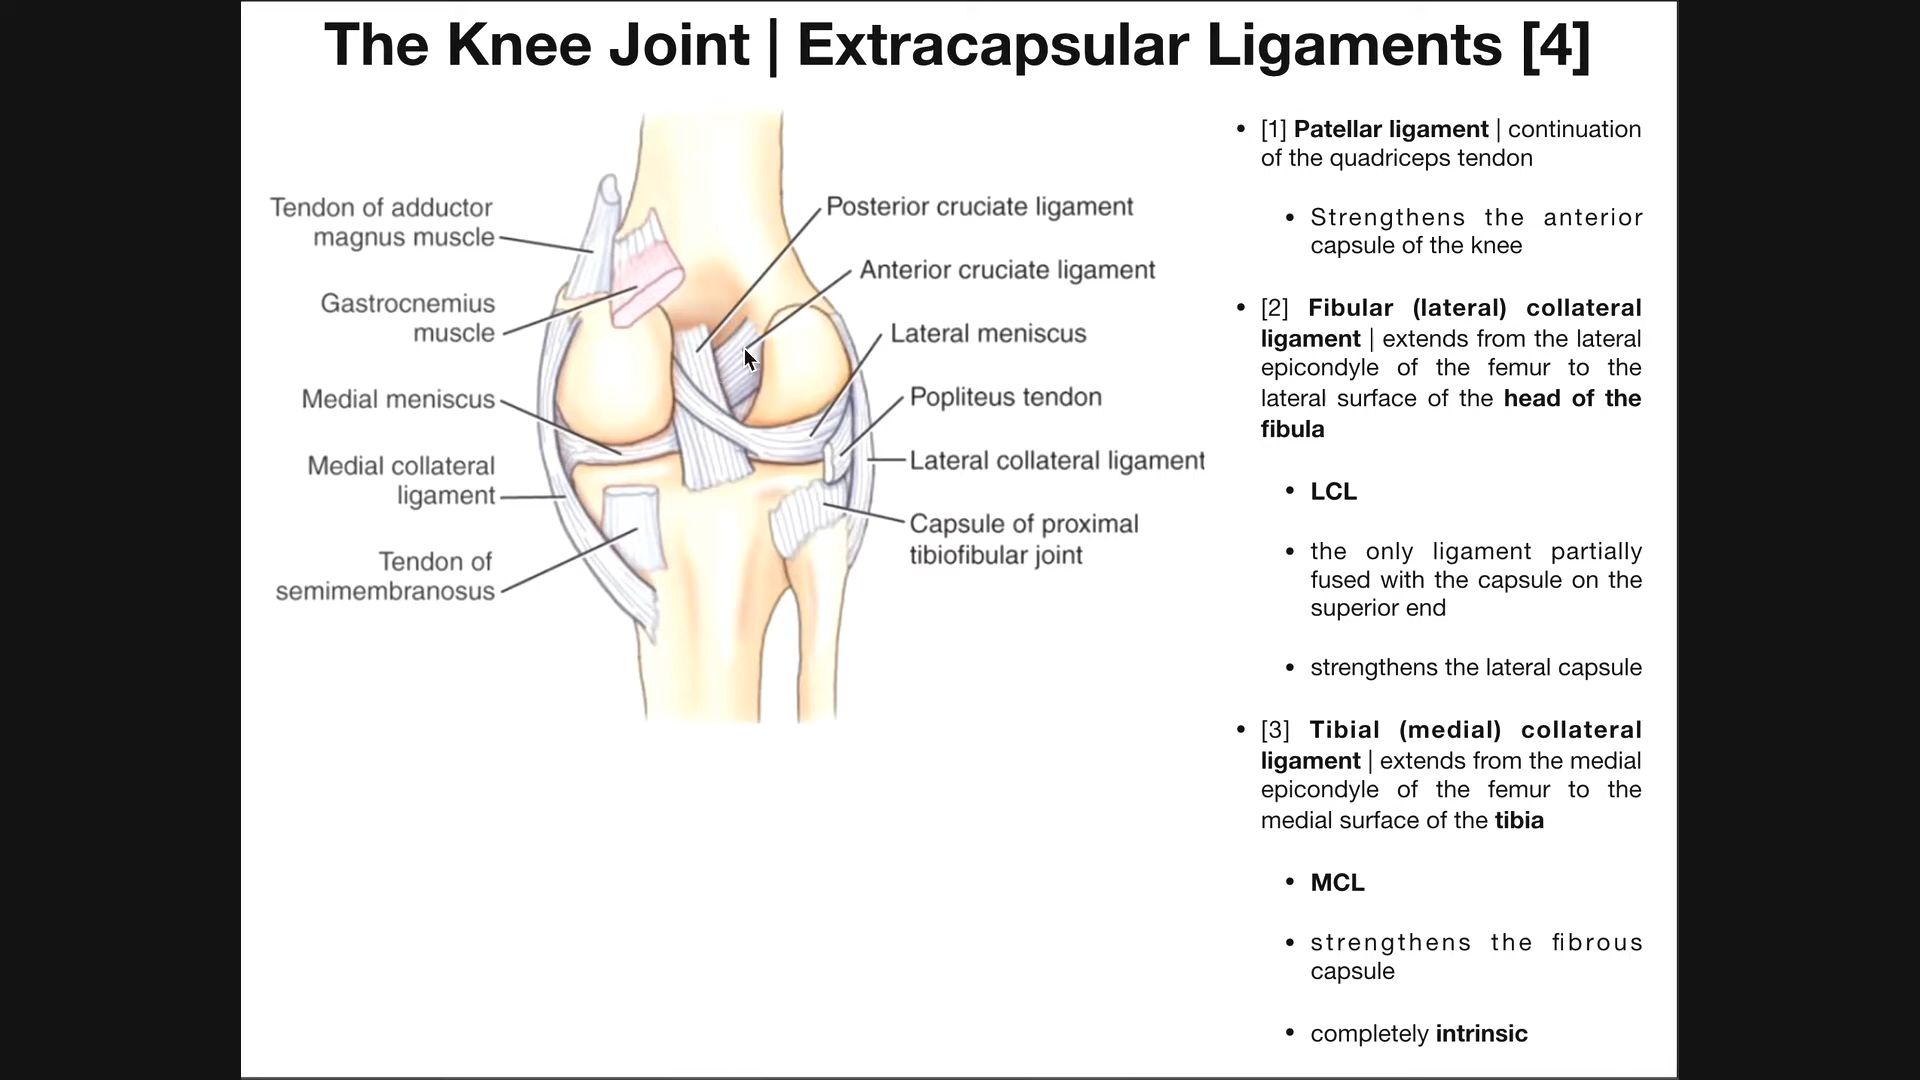 The Knee Joint | Extracapsular Ligaments [4]
Tendon of adductor
magnus muscle
Gastrocnemius
muscle
Medial meniscus
Medial collateral
ligament
Tendon of
semimembranosus
Posterior cruciate ligament
Anterior cruciate ligament
Lateral meniscus
Popliteus tendon
Lateral collateral ligament
Capsule of proximal
tibiofibular joint
• [1] Patellar ligament | continuation
of the quadriceps tendon
• Strengthens the anterior
capsule of the knee
• [2] Fibular (lateral) collateral
ligament | extends from the lateral
epicondyle of the femur to the
lateral surface of the head of the
fibula
• LCL
• the only ligament partially
fused with the capsule on the
superior end
• strengthens the lateral capsule
• [3] Tibial (medial) collateral
ligament | extends from the medial
epicondyle of the femur to the
medial surface of the tibia
• MCL
• strengthens the fibrous
capsule
• completely intrinsic